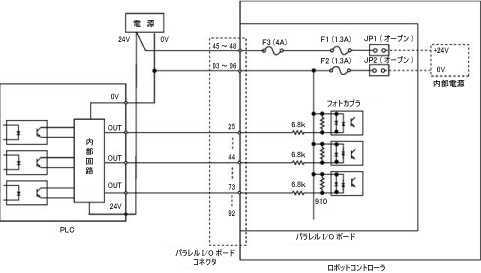 電 源
24V
0V
45 ～ 48
F3 (4A)
F1 (1.3A)
JP1 (オープン)
+24V
93 ～ 96
F2 (1.3A)
JP2 (オープン)
0V
内部電源
0V
フォトカプラ
内部回路
OUT
25
6.8k
OUT
44
6.8k
OUT
73
6.8k
24V
92
910
PLC
パラレル I/O ボード
パラレル I/O ボード
コネクタ
ロボットコントローラ